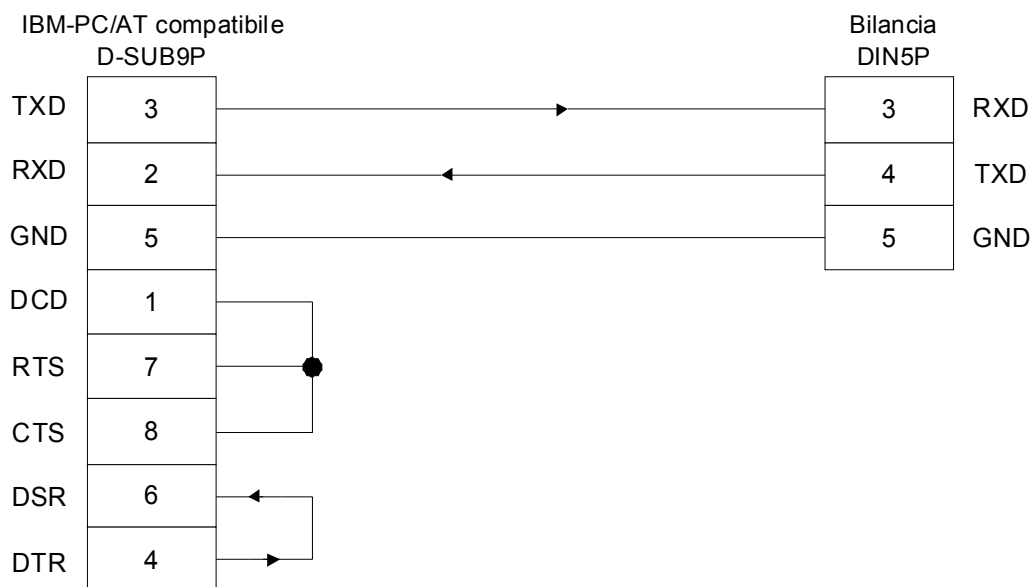 IBM-PC/AT compatibile
D-SUB9P
Bilancia
DIN5P
TXD 3 3 RXD
RXD 2 4 TXD
GND 5 5 GND
DCD 1
RTS 7
CTS 8
DSR 6
DTR 4